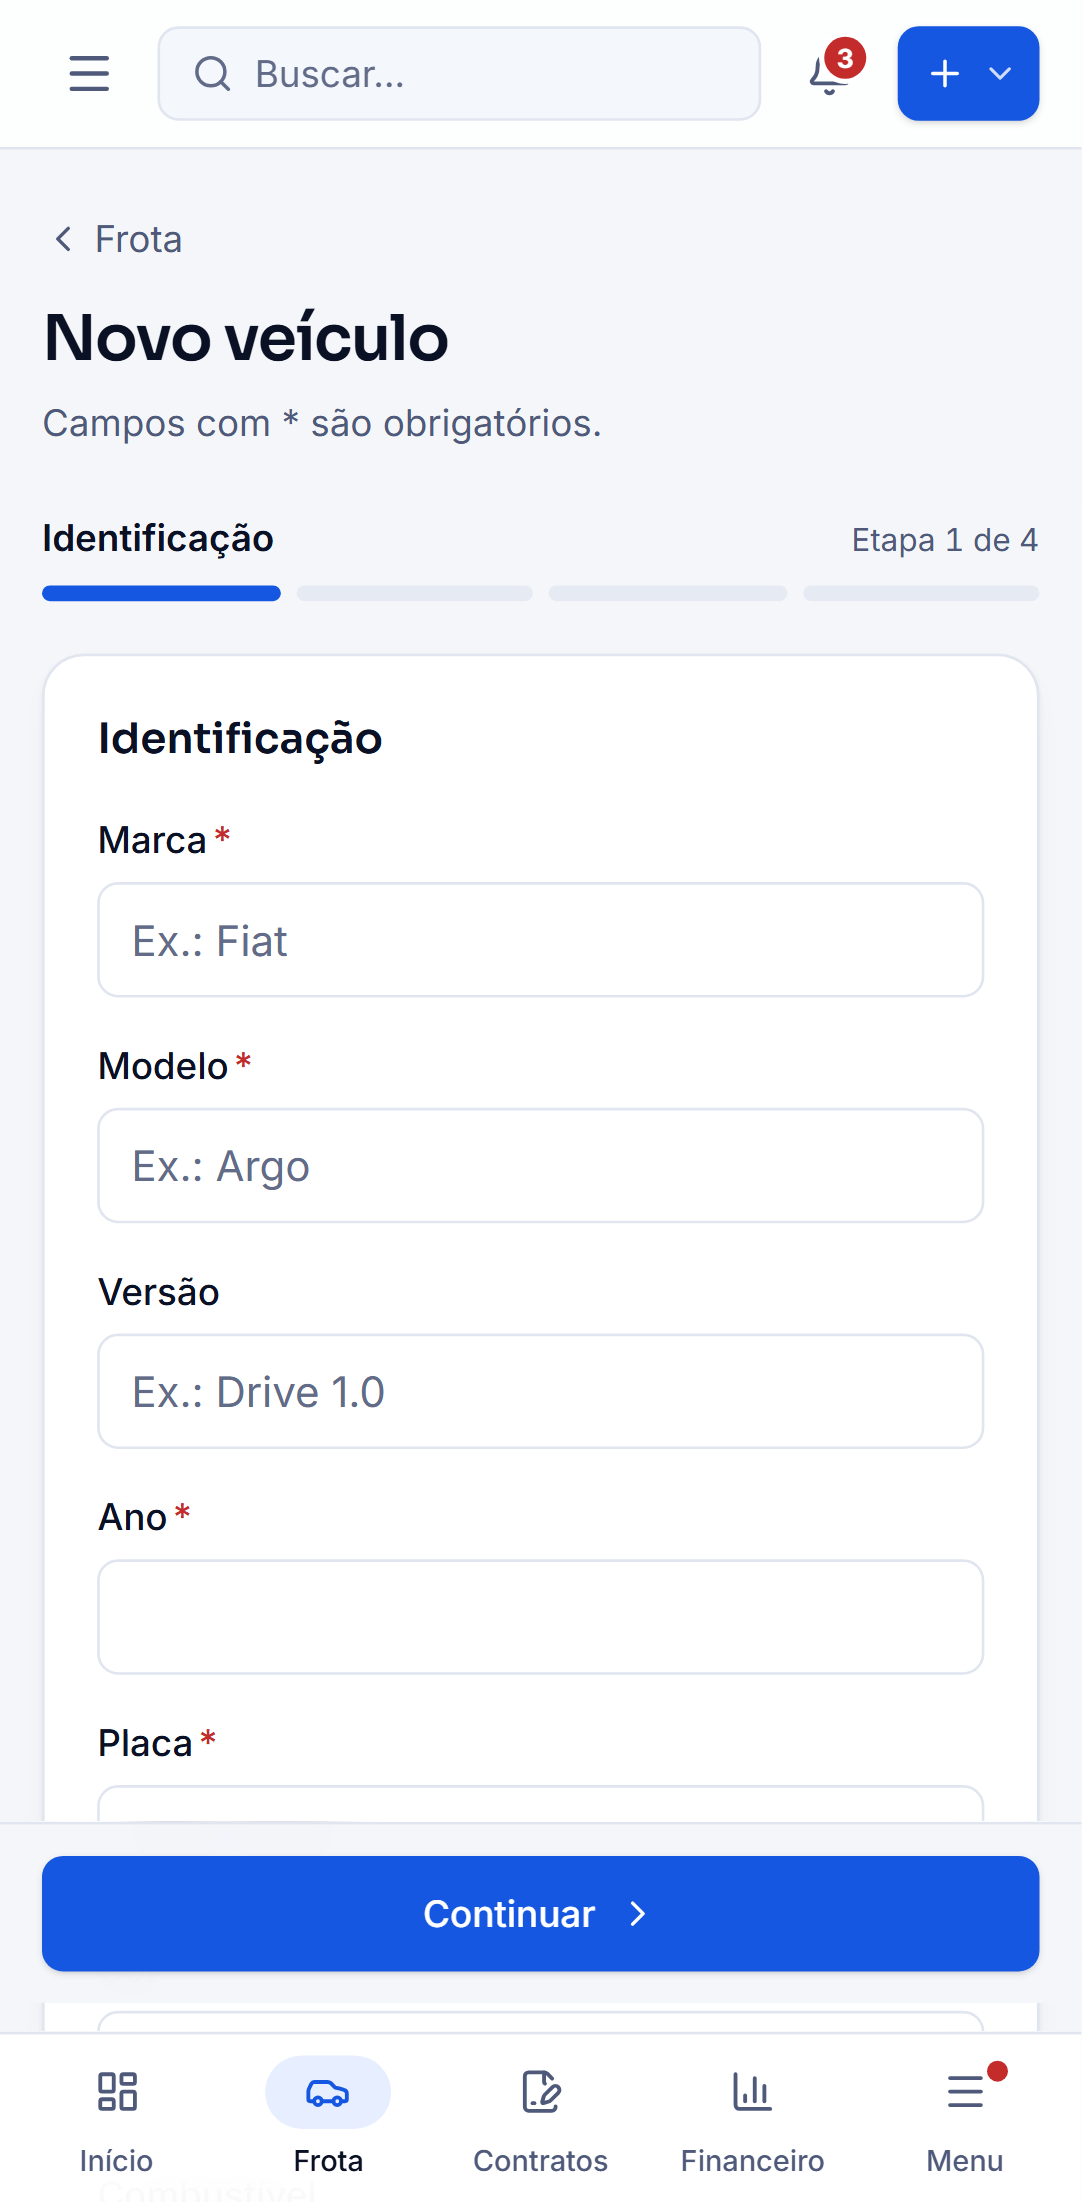 Buscar...
3
Frota
Novo veículo
Campos com * são obrigatórios.
Identificação
Etapa 1 de 4
Identificação
Marca *
Ex.: Fiat
Modelo *
Ex.: Argo
Versão
Ex.: Drive 1.0
Ano *
Placa *
Continuar
Início
Frota
Contratos
Financeiro
Menu
Combustível